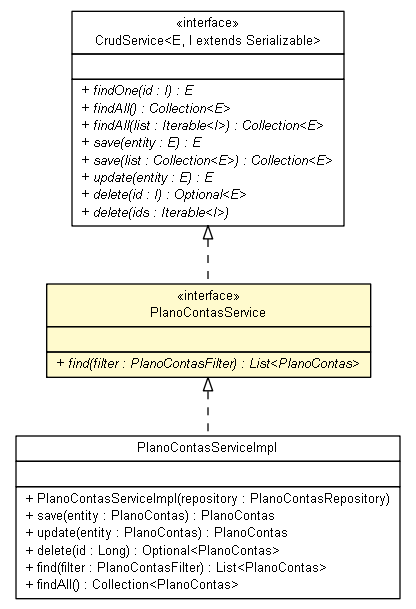 «interface»
CrudService<E, I extends Serializable>
+ findOne(id : I) : E
+ findAll() : Collection<E>
+ findAll(list : Iterable<I>) : Collection<E>
+ save(entity : E) : E
+ save(list : Collection<E>) : Collection<E>
+ update(entity : E) : E
+ delete(id : I) : Optional<E>
+ delete(ids : Iterable<I>)
«interface»
PlanoContasService
+ find(filter : PlanoContasFilter) : List<PlanoContas>
PlanoContasServiceImpl
+ PlanoContasServiceImpl(repository : PlanoContasRepository)
+ save(entity : PlanoContas) : PlanoContas
+ update(entity : PlanoContas) : PlanoContas
+ delete(id : Long) : Optional<PlanoContas>
+ find(filter : PlanoContasFilter) : List<PlanoContas>
+ findAll() : Collection<PlanoContas>